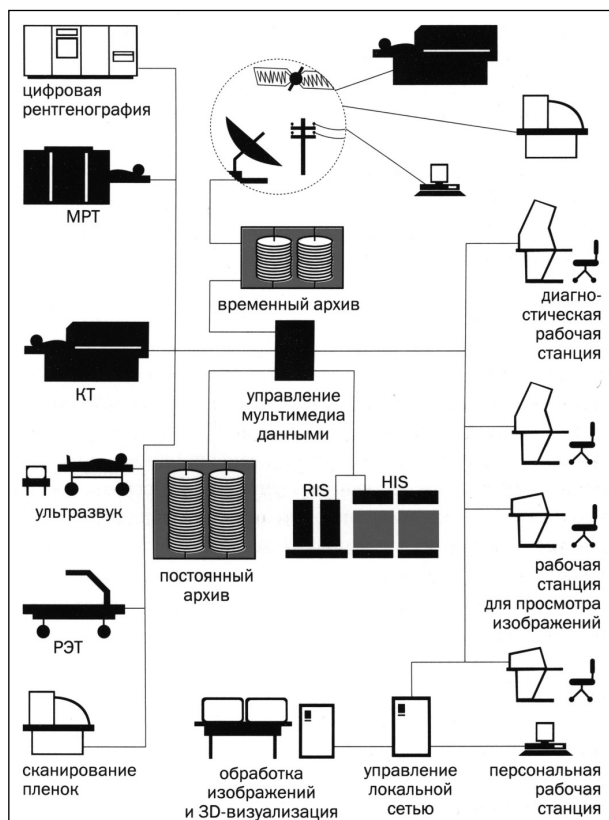 цифровая
рентгенография
МРТ
временный архив
диагно-
стическая
рабочая
станция
КТ
управление
мультимедиа
данными
ультразвук
RIS
HIS
постоянный
архив
рабочая
станция
для просмотра
изображений
РЭТ
сканирование
пленок
обработка
изображений
и 3D-визуализация
управление
локальной
сетью
персональная
рабочая
станция